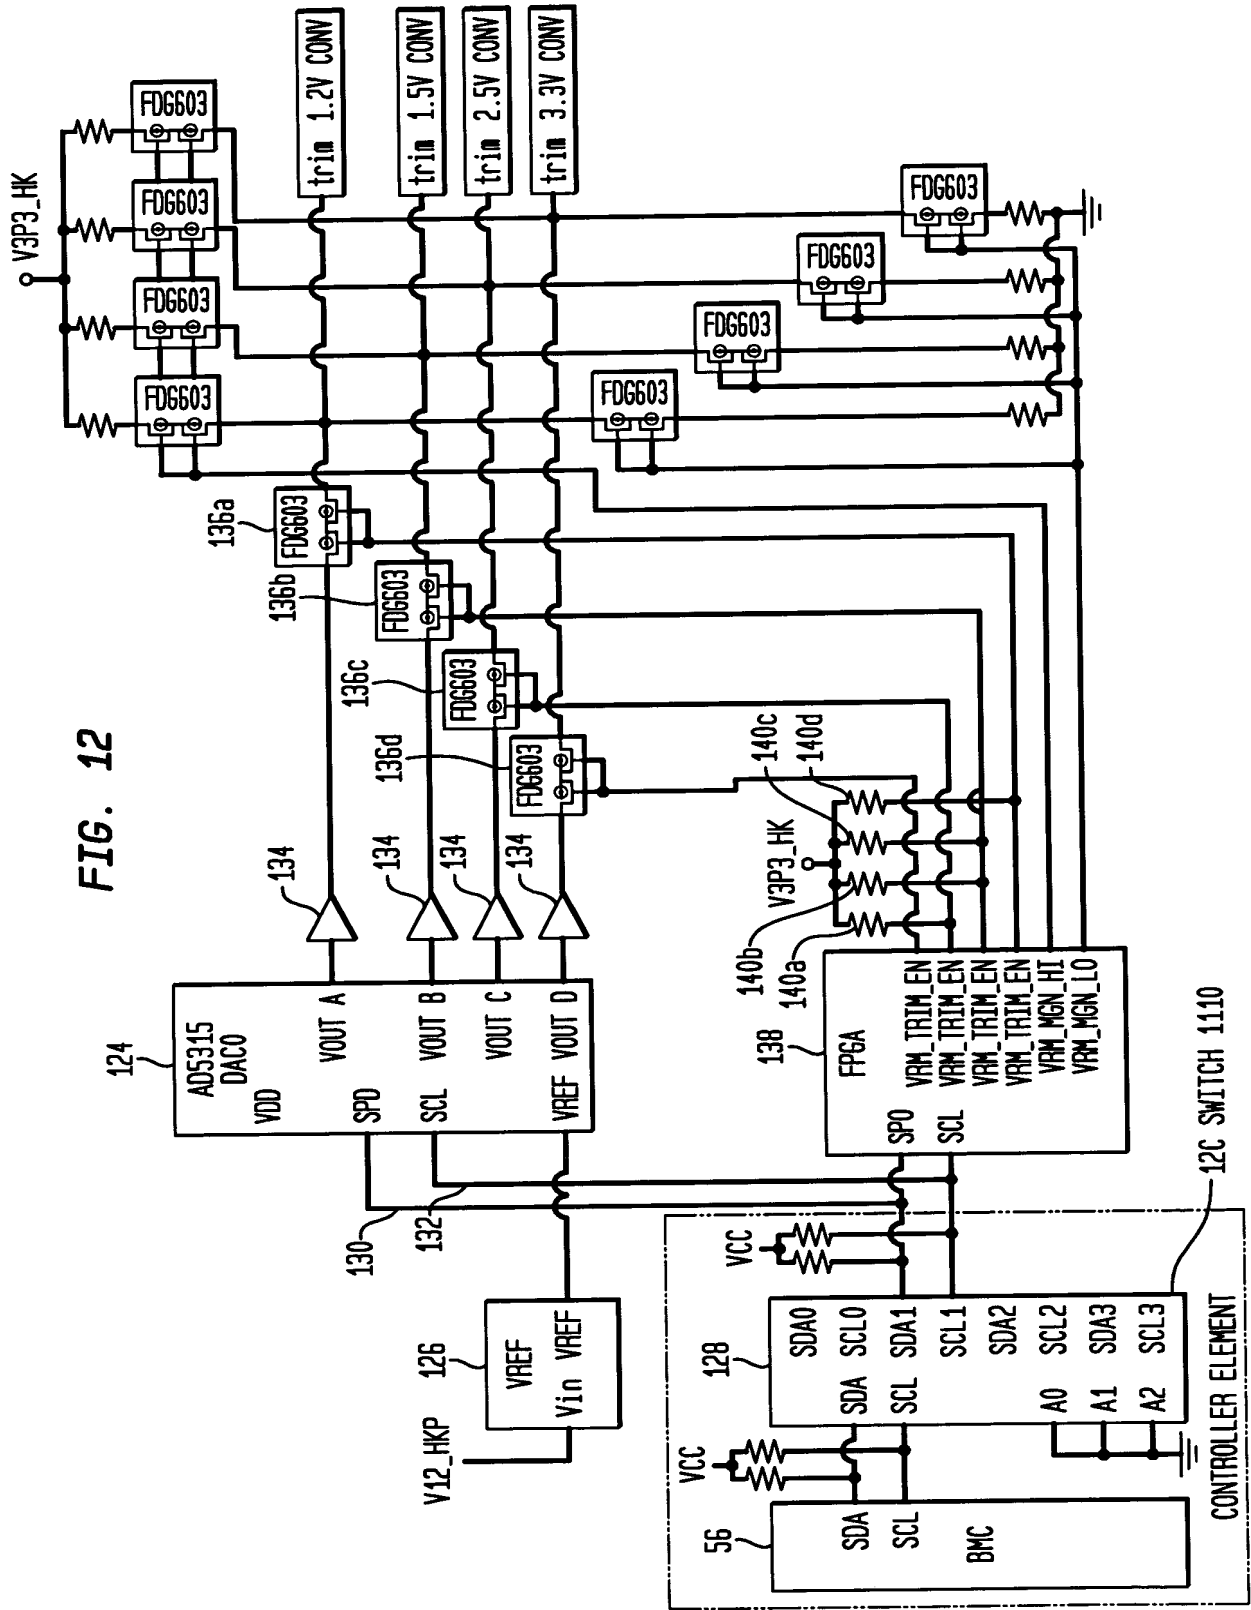 FIG. 12
V3P3_HK
FDG603
FDG603
FDG603
FDG603
trim 1.2V CONV
trim 1.5V CONV
trim 2.5V CONV
trim 3.3V CONV
FDG603
FDG603
FDG603
FDG603
136a
FDG603
136b
FDG603
136c
FDG603
136d
FDG603
134
134
134
134
124
AD5315
DAC0
VDD
SPD
SCL
VREF
VOUT A
VOUT B
VOUT C
VOUT D
130
132
126
VREF
Vin VREF
V12_HKP
V3P3_HK
140a
140b
140c
140d
138
FPGA
SPO
SCL
VRM_TRIM_EN
VRM_TRIM_EN
VRM_TRIM_EN
VRM_TRIM_EN
VRM_MGN_HI
VRM_MGN_LO
12C SWITCH 1110
VCC
128
SDA
SCL
A0
A1
A2
SDA0
SCL0
SDA1
SCL1
SDA2
SCL2
SDA3
SCL3
VCC
56
SDA
SCL
BMC
CONTROLLER ELEMENT